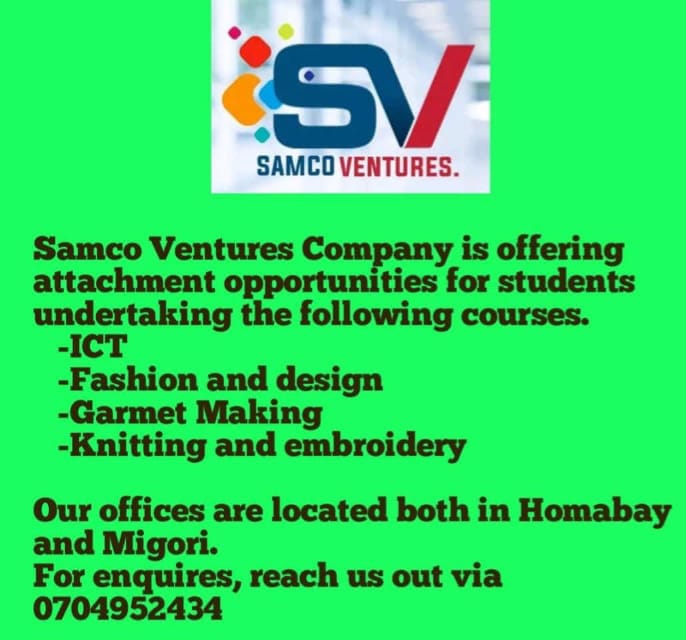 SV
SAMCO VENTURES.
Samco Ventures Company is offering
attachment opportunities for students
undertaking the following courses.
-ICT
-Fashion and design
-Garmet Making
-Knitting and embroidery
Our offices are located both in Homabay
and Migori.
For enquires, reach us out via
0704952434